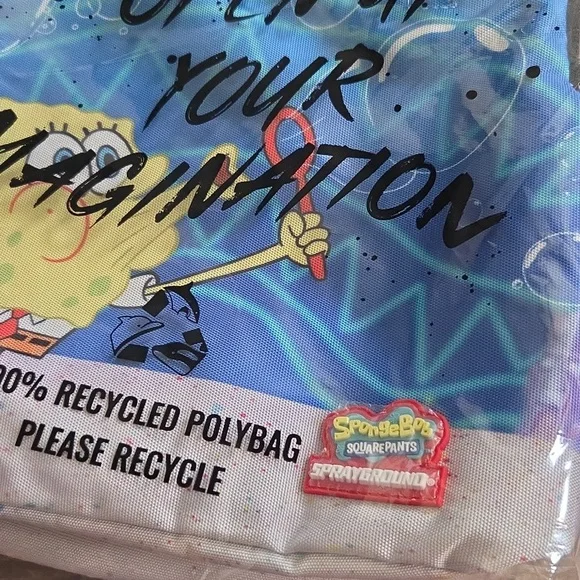 YOUR
MAGINATION
00% RECYCLED POLYBAG
PLEASE RECYCLE
SPONGEBOB
SQUAREPANTS
SPRAYGROUND®